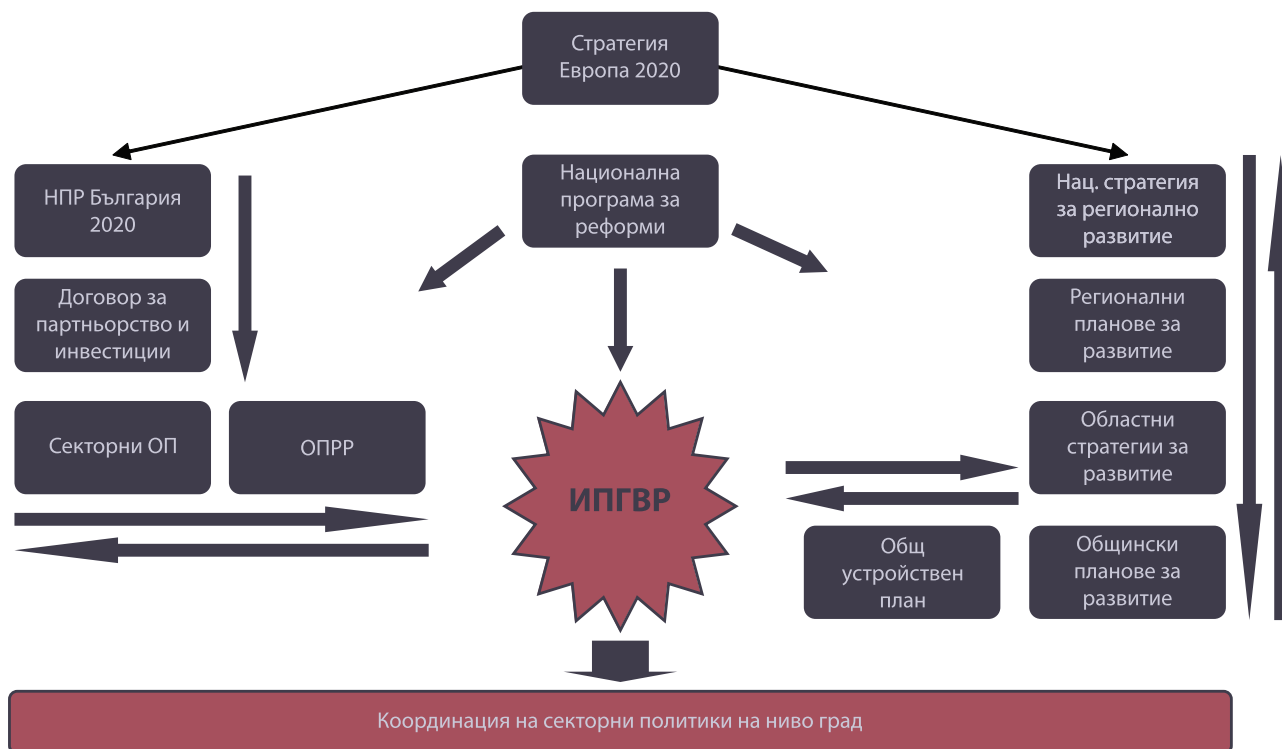 Стратегия
Европа 2020
НПР България
2020
Национална
програма за
реформи
Нац. стратегия
за регионално
развитие
Договор за
партньорство и
инвестиции
Регионални
планове за
развитие
Секторни ОП
ОПРР
ИПГВР
Областни
стратегии за
развитие
Общ
устройствен
план
Общински
планове за
развитие
Координация на секторни политики на ниво град